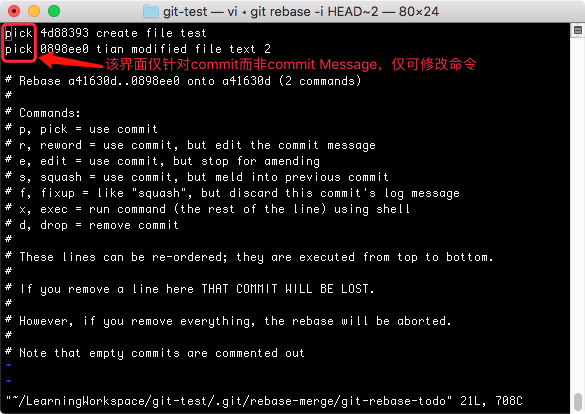 git-test — vi ‹ git rebase -i HEAD~2 — 80×24
pick 4d88393 create file test
pick 0898ee0 tian modified file text 2
该界面仅针对commit而非commit Message，仅可修改命令
# Rebase a41630d..0898ee0 onto a41630d (2 commands)
#
# Commands:
# p, pick = use commit
# r, reword = use commit, but edit the commit message
# e, edit = use commit, but stop for amending
# s, squash = use commit, but meld into previous commit
# f, fixup = like "squash", but discard this commit's log message
# x, exec = run command (the rest of the line) using shell
# d, drop = remove commit
#
# These lines can be re-ordered; they are executed from top to bottom.
#
# If you remove a line here THAT COMMIT WILL BE LOST.
#
# However, if you remove everything, the rebase will be aborted.
#
# Note that empty commits are commented out
~
~
"~/LearningWorkspace/git-test/.git/rebase-merge/git-rebase-todo" 21L, 708C